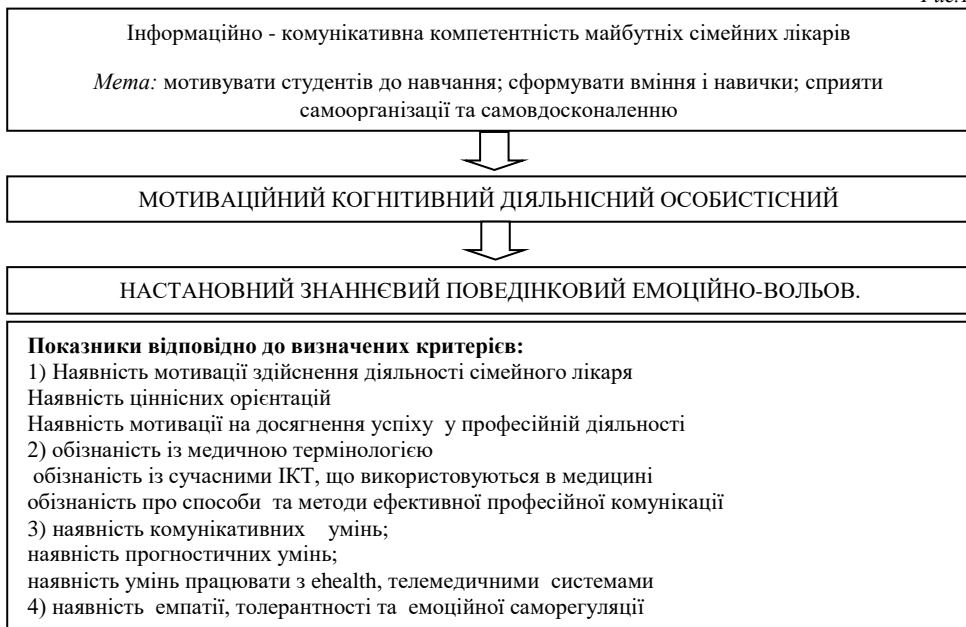 Інформаційно - комунікативна компетентність майбутніх сімейних лікарів
Мета: мотивувати студентів до навчання; сформувати вміння і навички; сприяти
самоорганізації та самовдосконаленню
МОТИВАЦІЙНИЙ КОГНІТИВНИЙ ДІЯЛЬНІСНИЙ ОСОБИСТІСНИЙ
НАСТАНОВНИЙ ЗНАННЄВИЙ ПОВЕДІНКОВИЙ ЕМОЦІЙНО-ВОЛЬОВ.
Показники відповідно до визначених критерієв:
1) Наявність мотивації здійснення діяльності сімейного лікаря
Наявність ціннісних орієнтацій
Наявність мотивації на досягнення успіху у професійній діяльності
2) обізнаність із медичною термінологією
обізнаність із сучасними ІКТ, що використовуються в медицині
обізнаність про способи та методи ефективної професійної комунікації
3) наявність комунікативних умінь;
наявність прогностичних умінь;
наявність умінь працювати з ehealth, телемедичними системами
4) наявність емпатії, толерантності та емоційної саморегуляції